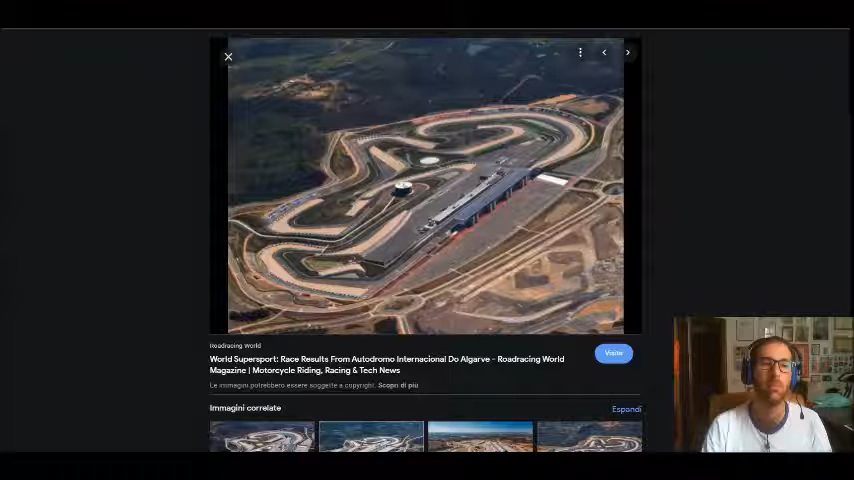 Roadracing World
World Supersport: Race Results From Autodromo Internacional Do Algarve - Roadracing World
Magazine | Motorcycle Riding, Racing & Tech News
Visita
Le immagini potrebbero essere soggette a copyright. Scopri di più
Immagini correlate
Espandi